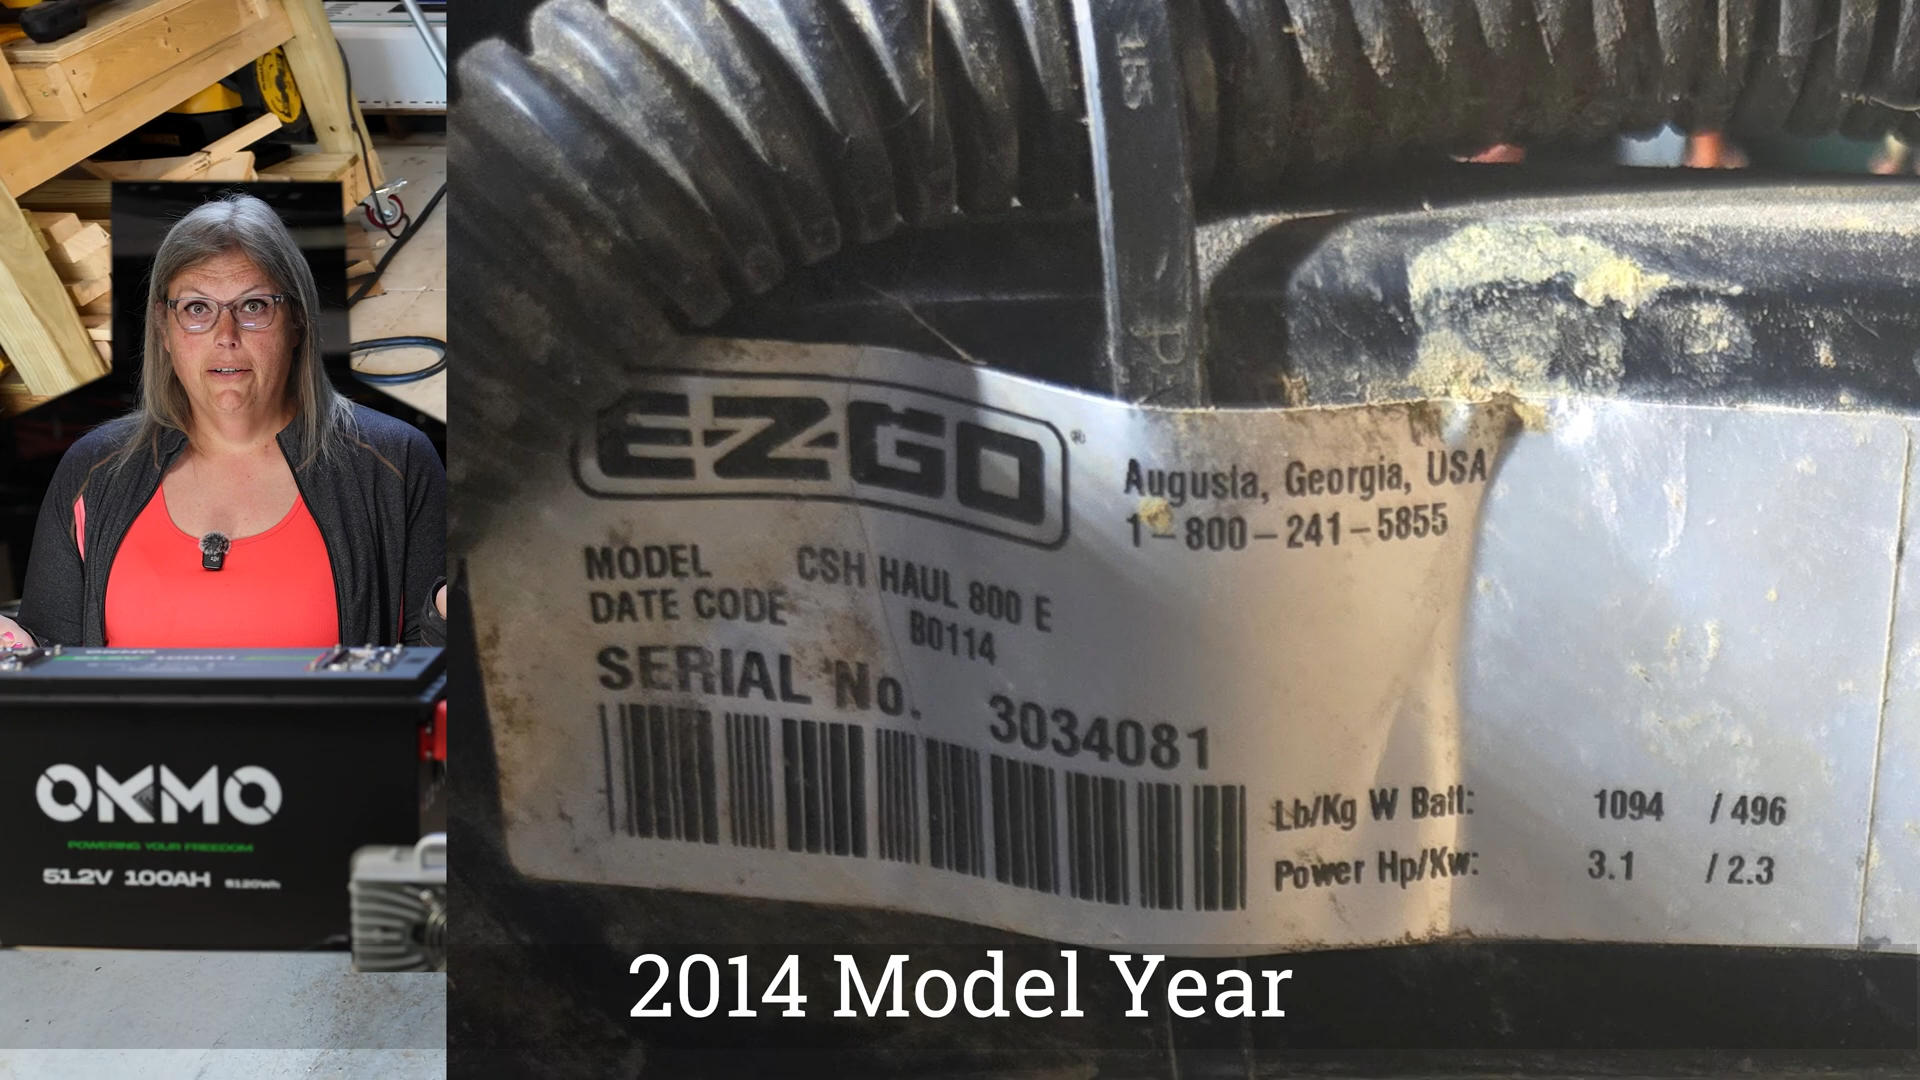 OKMO
POWERING YOUR FREEDOM
51.2V 100AH 5120Wh
EZGO®
Augusta, Georgia, USA
1-800-241-5855
MODEL CSH HAUL 800 E
DATE CODE B0114
SERIAL No. 3034081
Lb/Kg W Batt: 1094 / 496
Power Hp/Kw: 3.1 / 2.3
2014 Model Year